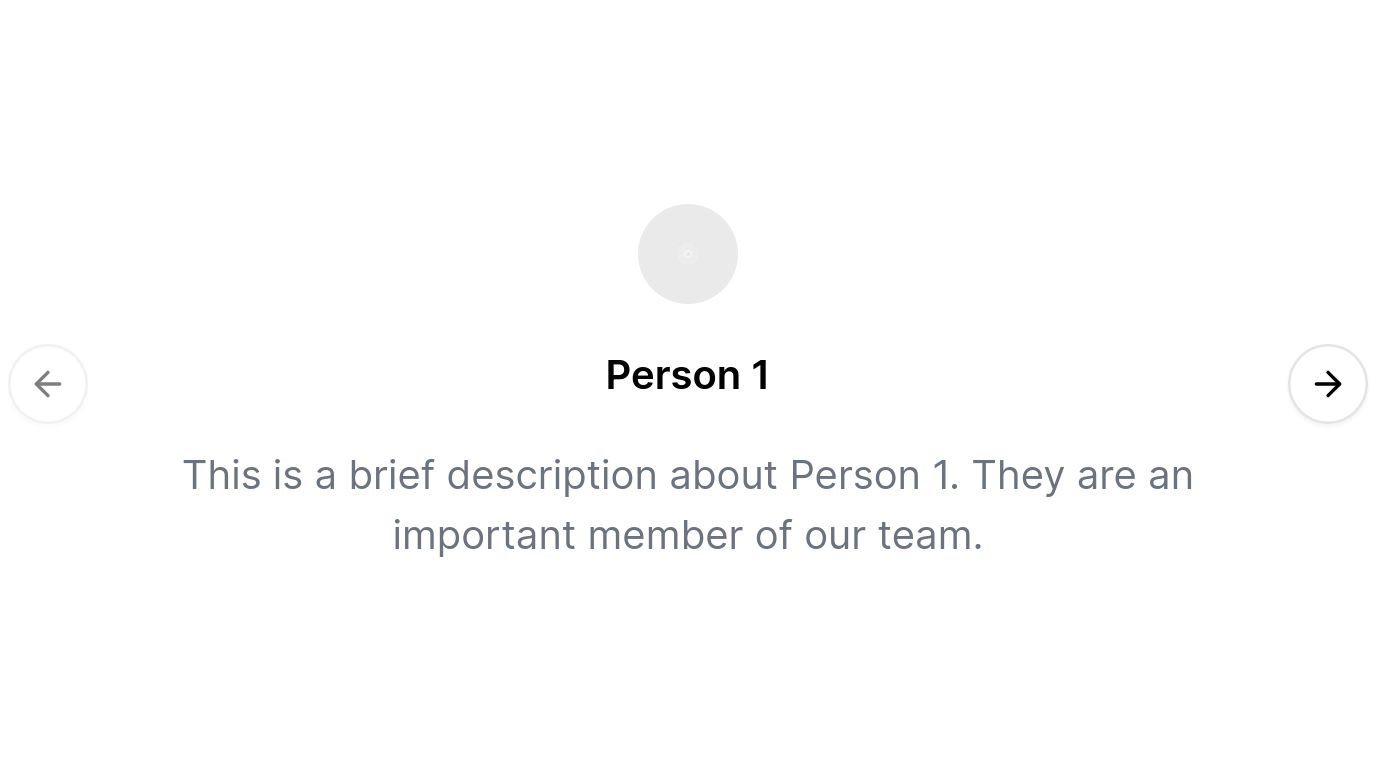 Person 1
This is a brief description about Person 1. They are an
important member of our team.